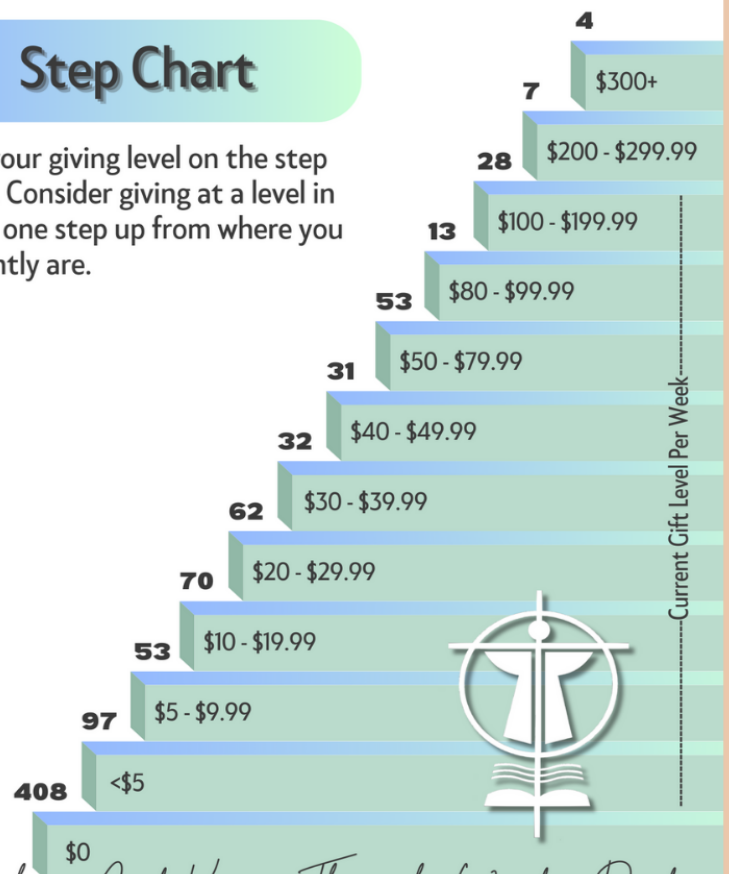 Step Chart
our giving level on the step
Consider giving at a level in
one step up from where you
ntly are.
4
$300+
7
$200 - $299.99
28
$100 - $199.99
13
$80 - $99.99
53
$50 - $79.99
31
$40 - $49.99
32
$30 - $39.99
62
$20 - $29.99
70
$10 - $19.99
53
$5 - $9.99
97
<$5
408
$0
Current Gift Level Per Week